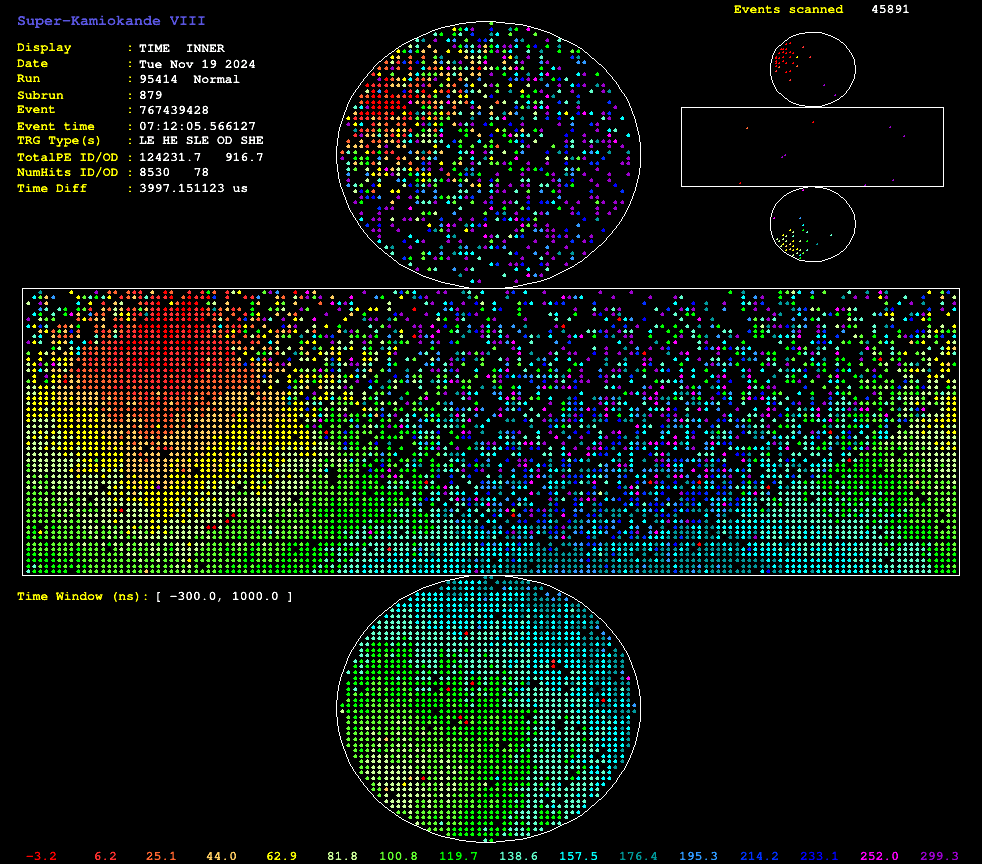 Super-Kamiokande VIII
Events scanned 45891
Display : TIME INNER
Date : Tue Nov 19 2024
Run : 95414 Normal
Subrun : 879
Event : 767439428
Event time : 07:12:05.566127
TRG Type(s) : LE HE SLE OD SHE
TotalPE ID/OD : 124231.7 916.7
NumHits ID/OD : 8530 78
Time Diff : 3997.151123 us
Time Window (ns): [ -300.0, 1000.0 ]
-3.2 6.2 25.1 44.0 62.9 81.8 100.8 119.7 138.6 157.5 176.4 195.3 214.2 233.1 252.0 299.3